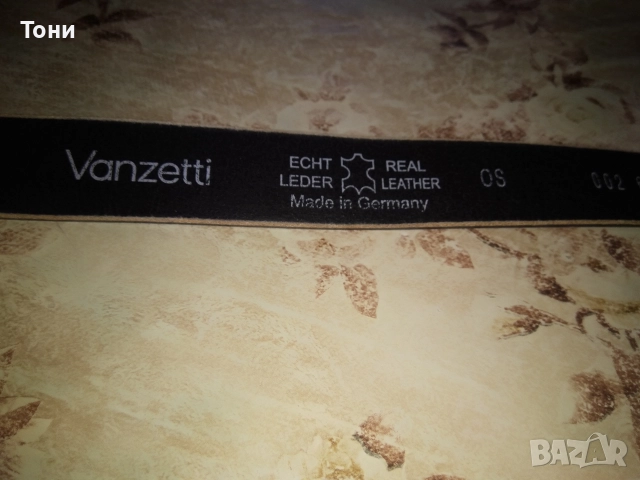 Тони
Vanzetti
ECHT REAL
LEDER LEATHER
Made in Germany
OS
002
BAZAR